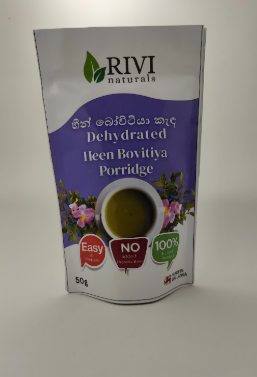 RIVI
naturals
හීන් බෝවිටියා කැඳ
Dehydrated
Heen Bovitiya
Porridge
Easy
NO
100%
50g